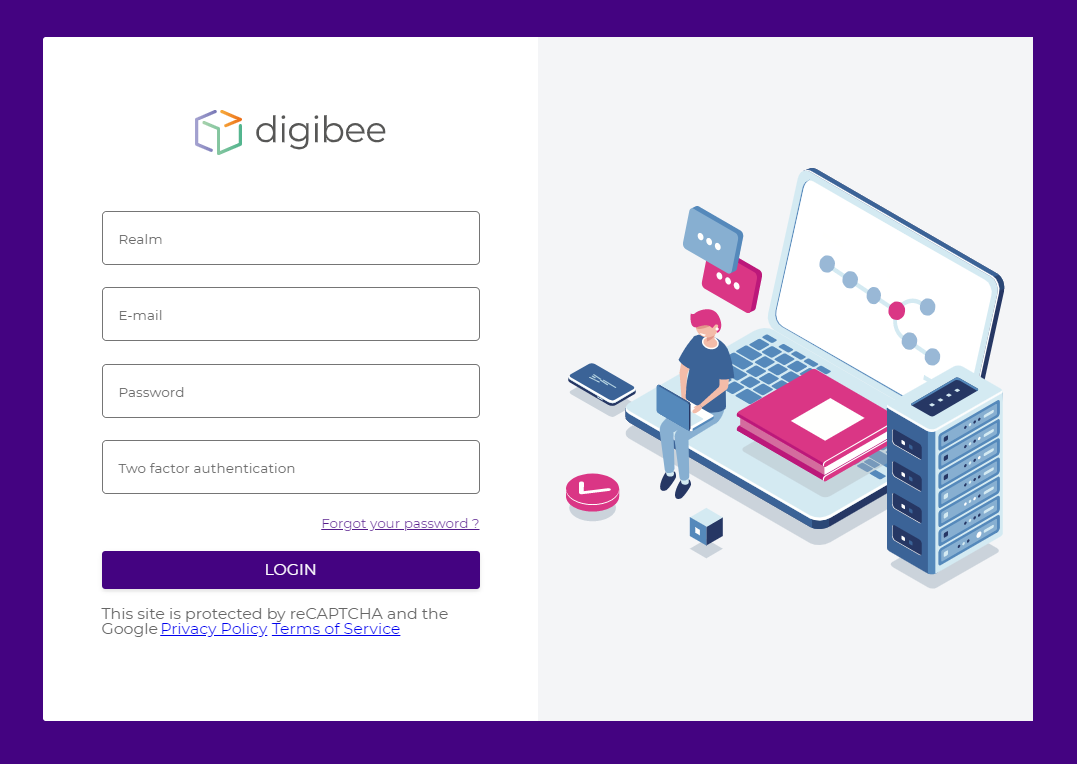 digibee
Realm
E-mail
Password
Two factor authentication
Forgot your password ?
LOGIN
This site is protected by reCAPTCHA and the
Google Privacy Policy Terms of Service